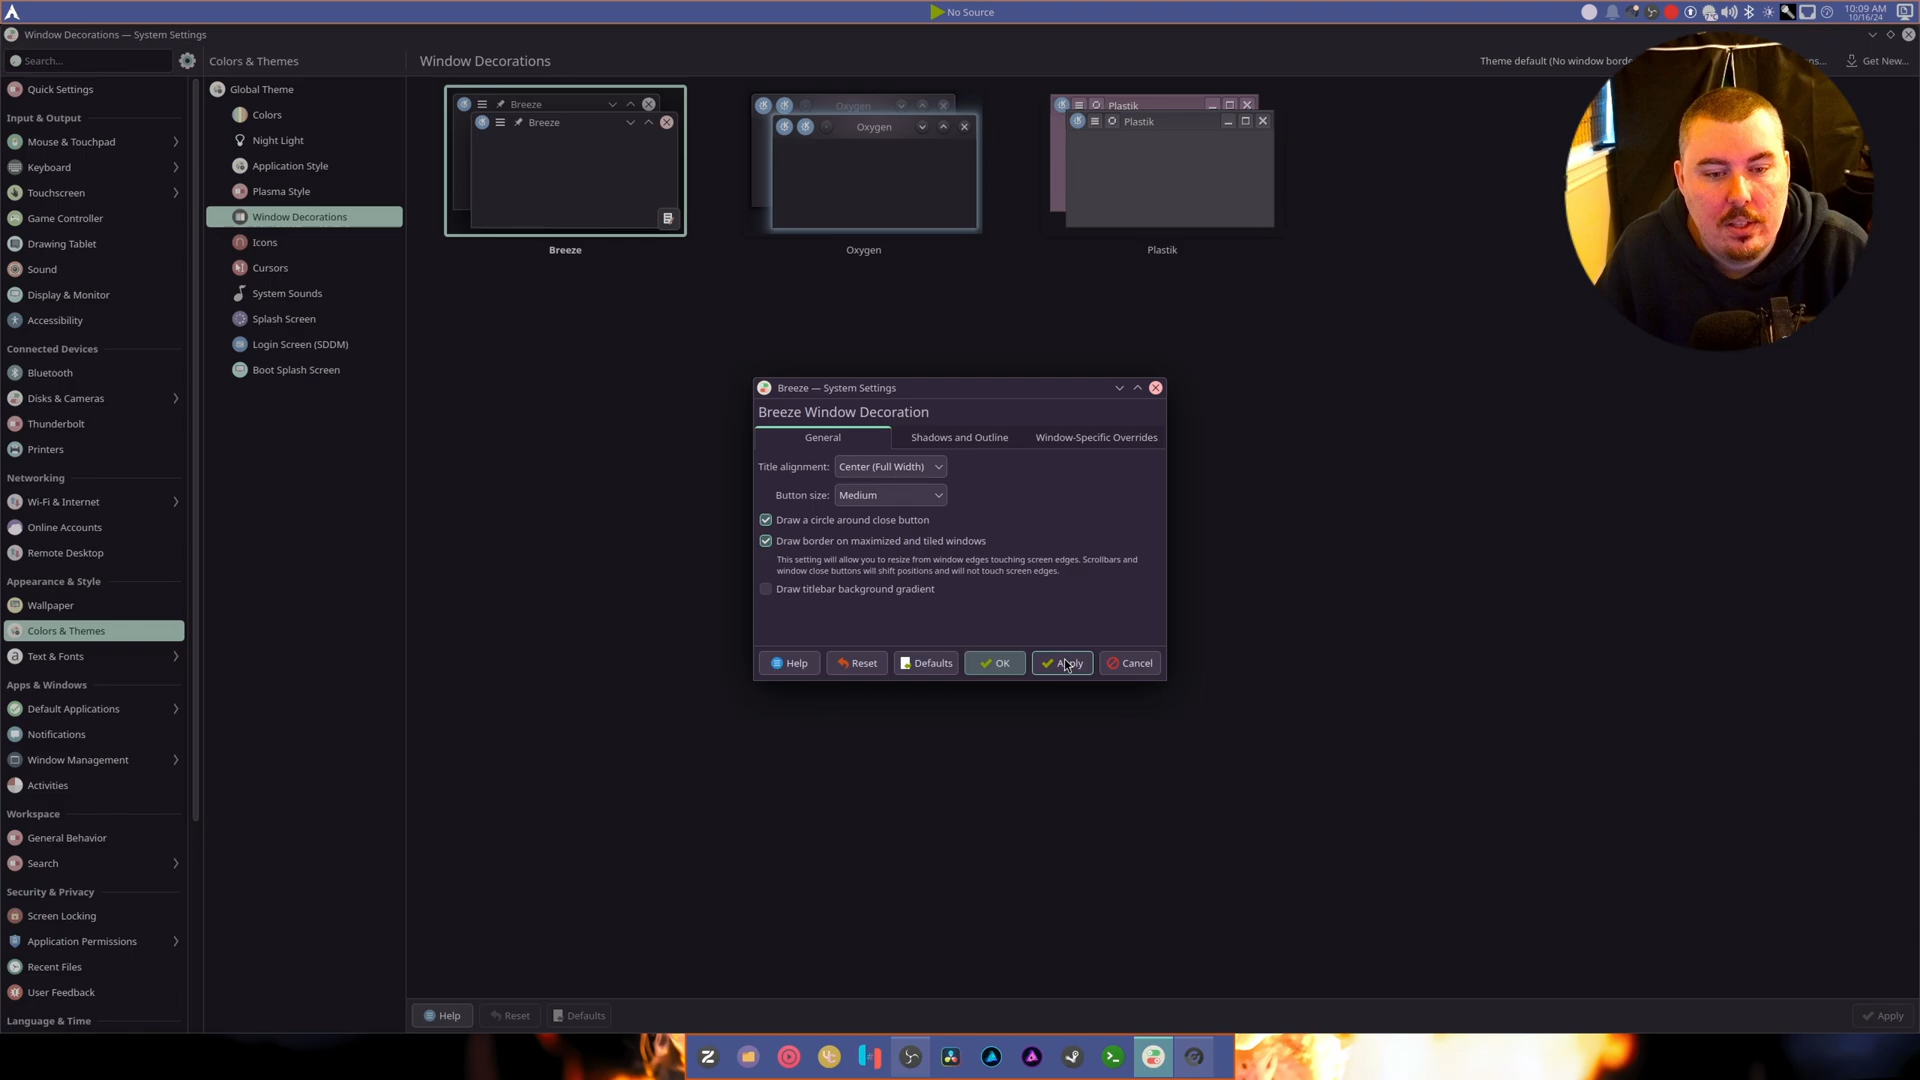 No Source
10:09 AM
10/16/24
Window Decorations — System Settings
Search...
Quick Settings
Input & Output
Mouse & Touchpad
Keyboard
Touchscreen
Game Controller
Drawing Tablet
Sound
Display & Monitor
Accessibility
Connected Devices
Bluetooth
Disks & Cameras
Thunderbolt
Printers
Networking
Wi-Fi & Internet
Online Accounts
Remote Desktop
Appearance & Style
Wallpaper
Colors & Themes
Text & Fonts
Apps & Windows
Default Applications
Notifications
Window Management
Activities
Workspace
General Behavior
Search
Security & Privacy
Screen Locking
Application Permissions
Recent Files
User Feedback
Language & Time
Colors & Themes
Global Theme
Colors
Night Light
Application Style
Plasma Style
Window Decorations
Icons
Cursors
System Sounds
Splash Screen
Login Screen (SDDM)
Boot Splash Screen
Window Decorations
Theme default (No window
Get New...
Breeze
Breeze
Breeze
Oxygen
Oxygen
Oxygen
Plastik
Plastik
Plastik
Breeze — System Settings
Breeze Window Decoration
General
Shadows and Outline
Window-Specific Overrides
Title alignment: Center (Full Width)
Button size: Medium
Draw a circle around close button
Draw border on maximized and tiled windows
This setting will allow you to resize from window edges touching screen edges. Scrollbars and
window close buttons will shift positions and will not touch screen edges.
Draw titlebar background gradient
Help
Reset
Defaults
OK
Apply
Cancel
Help
Reset
Defaults
Apply